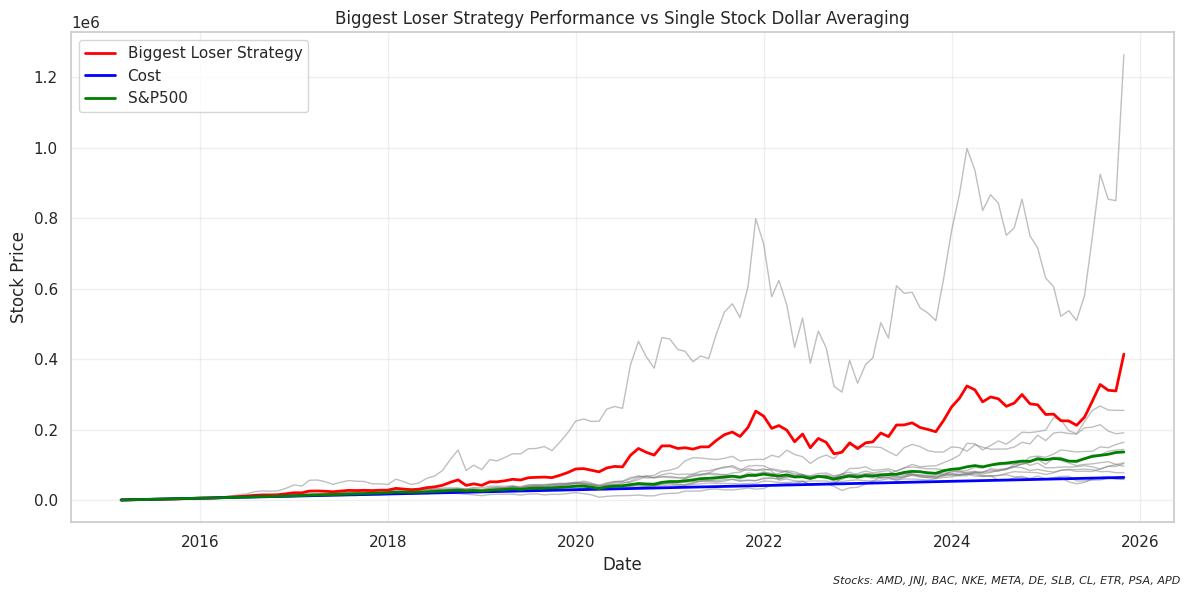 Biggest Loser Strategy Performance vs Single Stock Dollar Averaging
1e6
Biggest Loser Strategy
Cost
S&P500
1.2
1.0
0.8
0.6
0.4
0.2
0.0
Stock Price
2016
2018
2020
2022
2024
2026
Date
Stocks: AMD, JNJ, BAC, NKE, META, DE, SLB, CL, ETR, PSA, APD